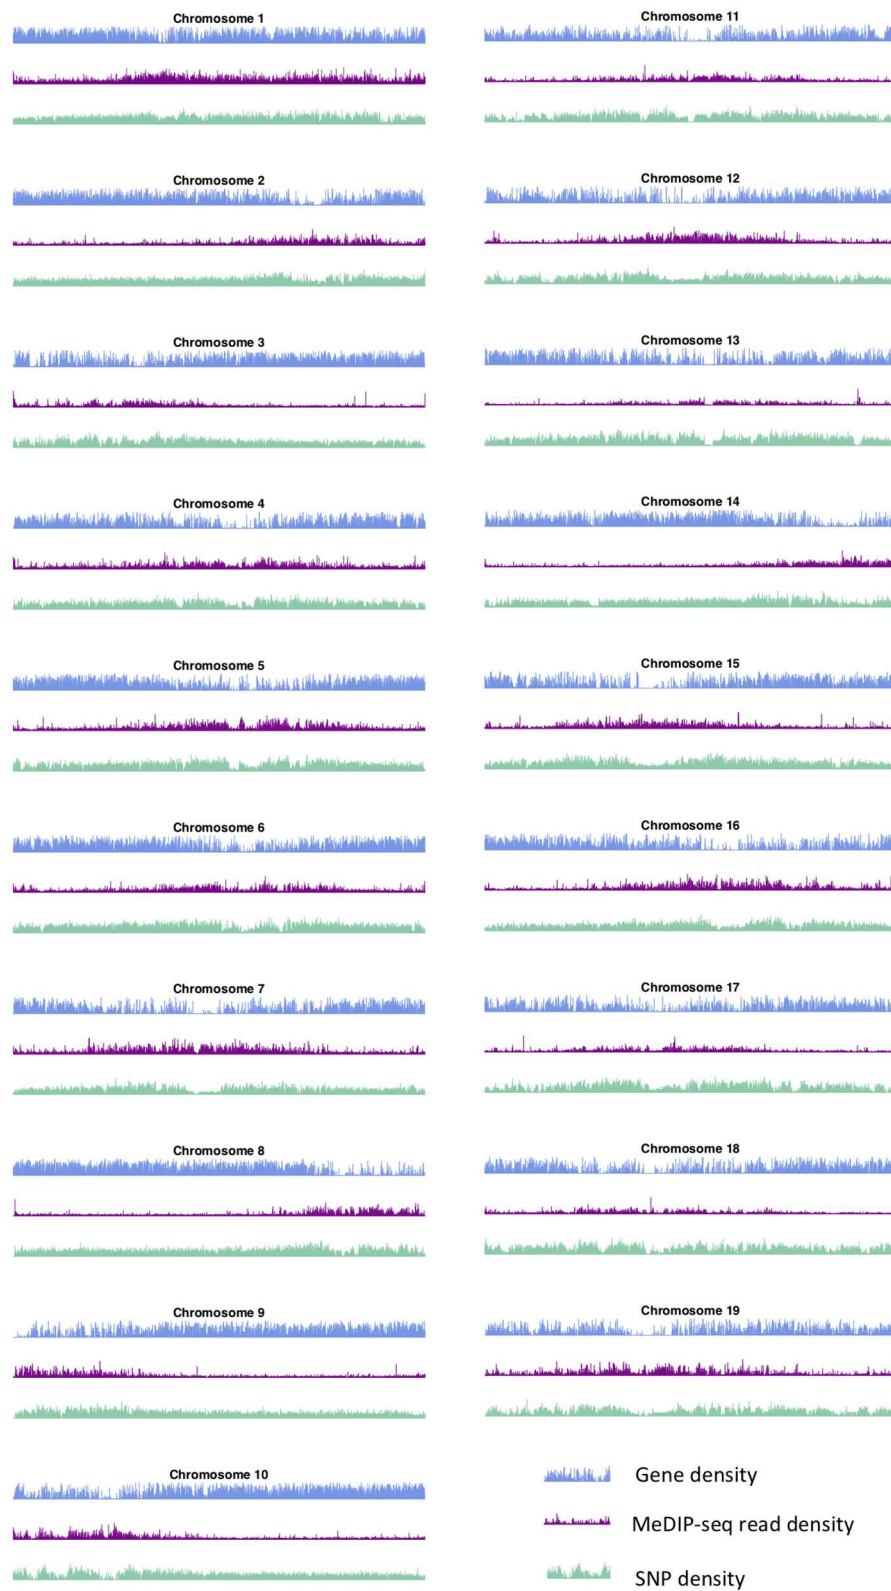 Chromosome 1
Chromosome 2
Chromosome 3
Chromosome 4
Chromosome 5
Chromosome 6
Chromosome 7
Chromosome 8
Chromosome 9
Chromosome 10
Chromosome 11
Chromosome 12
Chromosome 13
Chromosome 14
Chromosome 15
Chromosome 16
Chromosome 17
Chromosome 18
Chromosome 19
Gene density
MeDIP-seq read density
SNP density